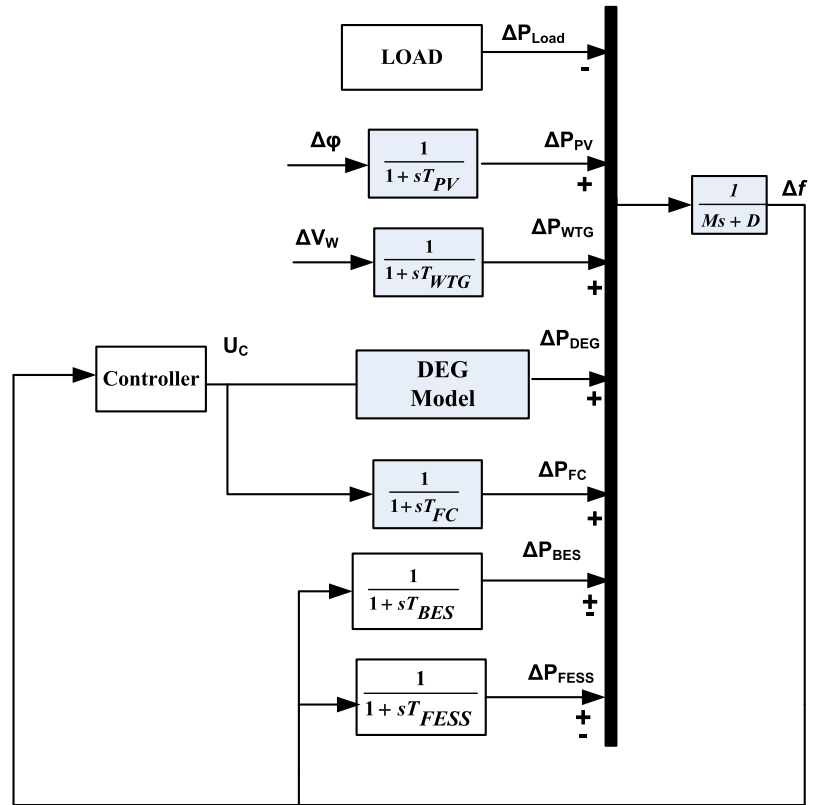 LOAD
ΔP_Load
-
Δφ
1
1 + sT_PV
ΔP_PV
+
ΔV_W
1
1 + sT_WTG
ΔP_WTG
+
1
Ms + D
Δf
Controller
U_C
DEG
Model
ΔP_DEG
+
1
1 + sT_FC
ΔP_FC
+
1
1 + sT_BES
ΔP_BES
+
-
1
1 + sT_FESS
ΔP_FESS
+
-